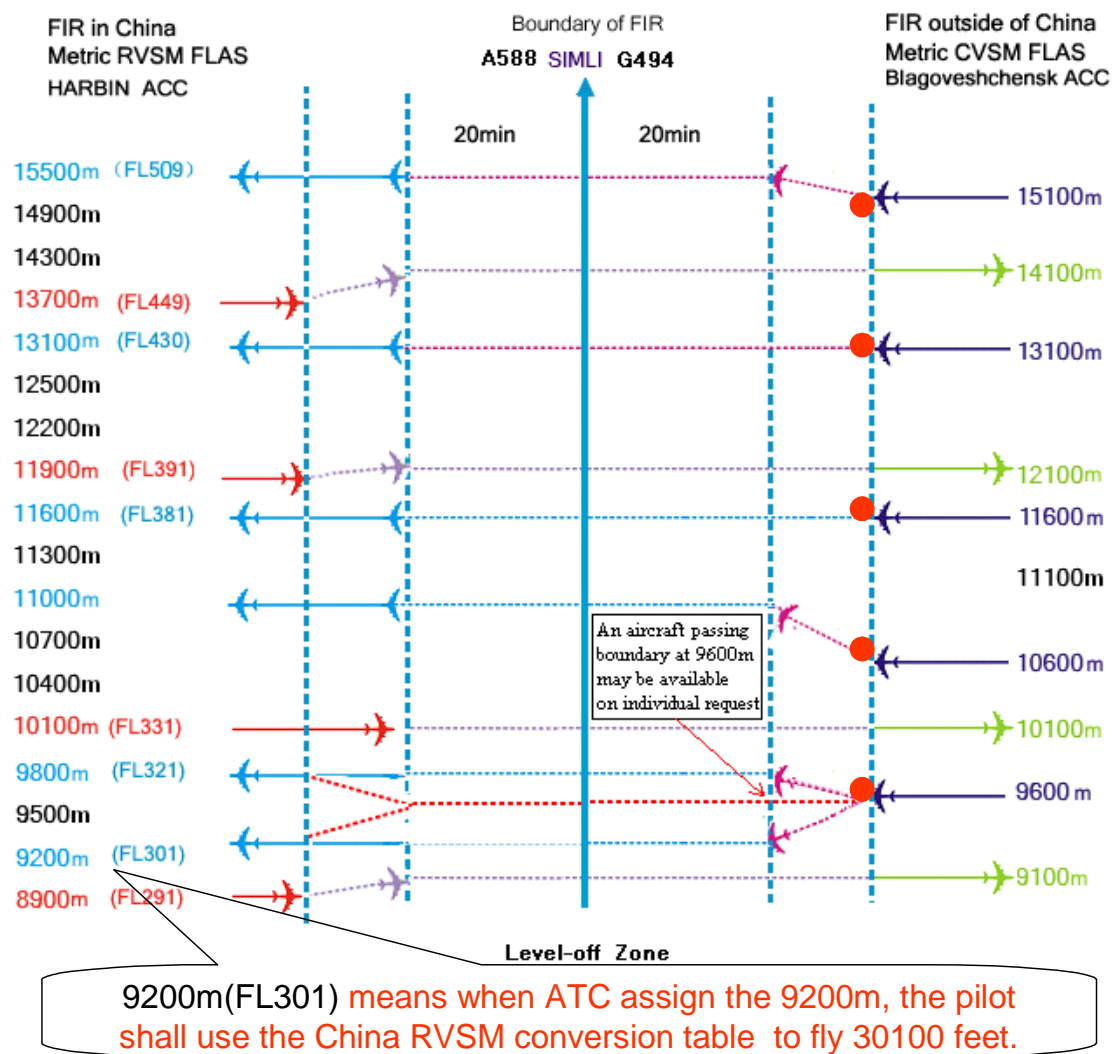 FIR in China
Metric RVSM FLAS
HARBIN ACC
Boundary of FIR
A588 SIMLI G494
FIR outside of China
Metric CVSM FLAS
Blagoveshchensk ACC
20min
20min
15500m (FL509)
14900m
14300m
13700m (FL449)
13100m (FL430)
12500m
12200m
11900m (FL391)
11600m (FL381)
11300m
11000m
10700m
10400m
10100m (FL331)
9800m (FL321)
9500m
9200m (FL301)
8900m (FL291)
15100m
14100m
13100m
12100m
11600m
11100m
10600m
10100m
9600 m
9100m
An aircraft passing
boundary at 9600m
may be available
on individual request
Level-off Zone
9200m(FL301) means when ATC assign the 9200m, the pilot
shall use the China RVSM conversion table to fly 30100 feet.